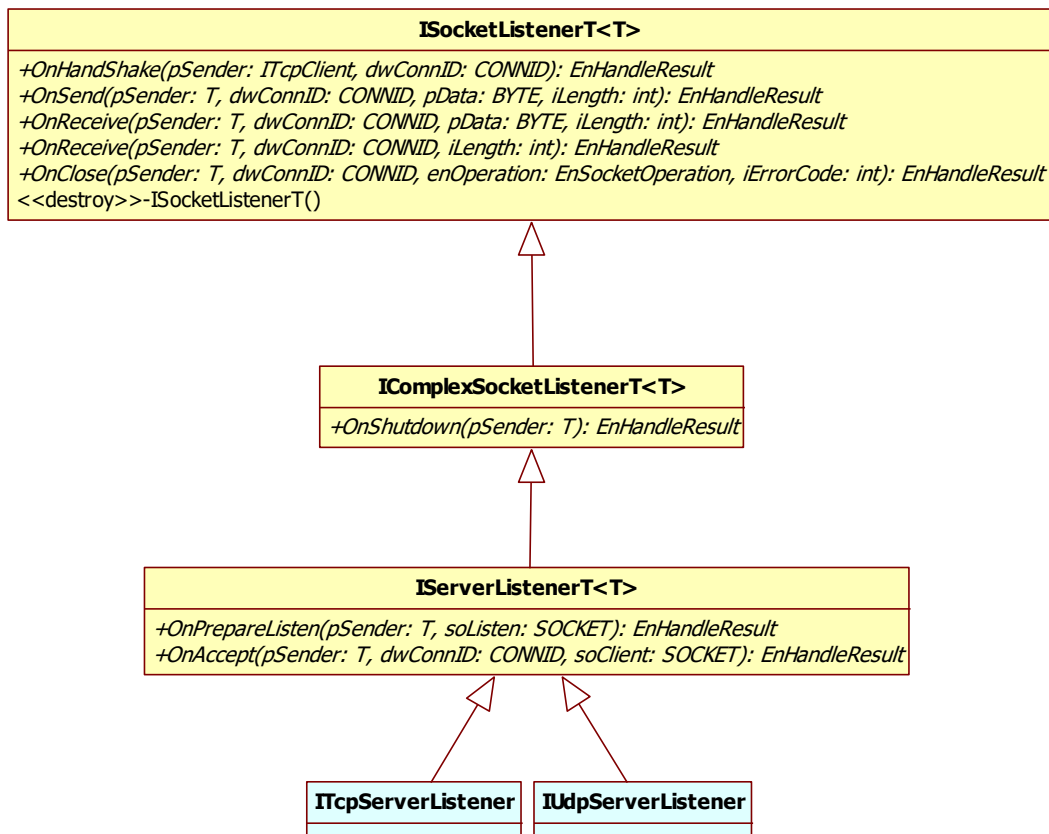 ISocketListenerT<T>
+OnHandShake(pSender: ITcpClient, dwConnID: CONNID): EnHandleResult
+OnSend(pSender: T, dwConnID: CONNID, pData: BYTE, iLength: int): EnHandleResult
+OnReceive(pSender: T, dwConnID: CONNID, pData: BYTE, iLength: int): EnHandleResult
+OnReceive(pSender: T, dwConnID: CONNID, iLength: int): EnHandleResult
+OnClose(pSender: T, dwConnID: CONNID, enOperation: EnSocketOperation, iErrorCode: int): EnHandleResult
<<destroy>>-ISocketListenerT()
IComplexSocketListenerT<T>
+OnShutdown(pSender: T): EnHandleResult
IServerListenerT<T>
+OnPrepareListen(pSender: T, soListen: SOCKET): EnHandleResult
+OnAccept(pSender: T, dwConnID: CONNID, soClient: SOCKET): EnHandleResult
ITcpServerListener IUdpServerListener